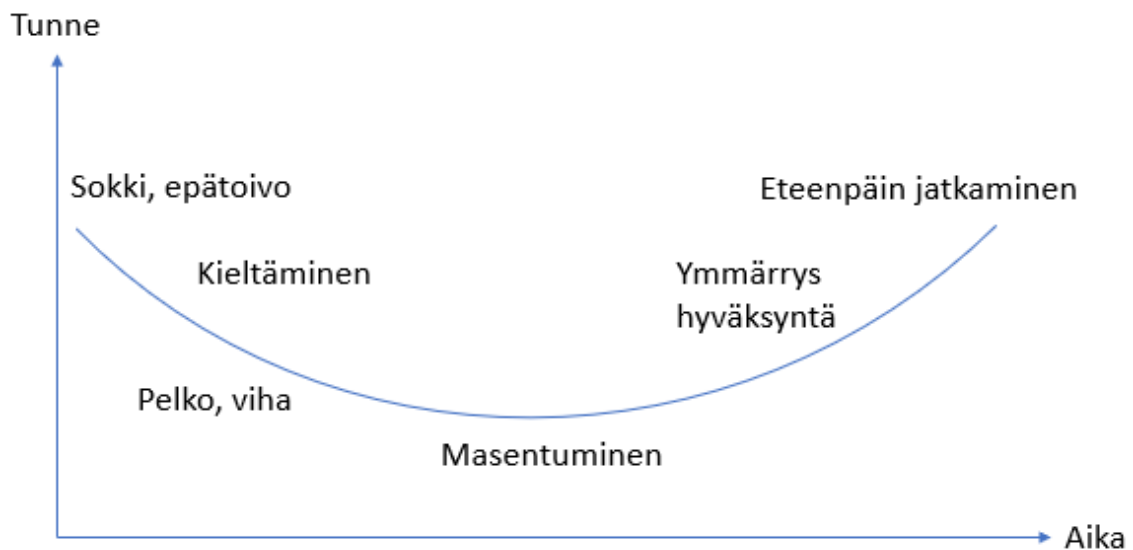 Tunne
Sokki, epätoivo
Eteenpäin jatkaminen
Kieltäminen
Ymmärrys
hyväksyntä
Pelko, viha
Masentuminen
Aika